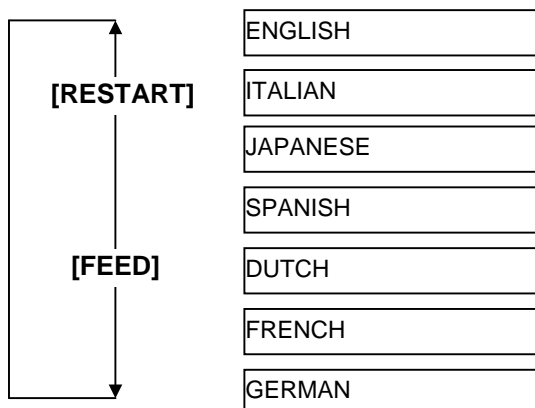 ENGLISH
[RESTART]
ITALIAN
JAPANESE
SPANISH
[FEED]
DUTCH
FRENCH
GERMAN